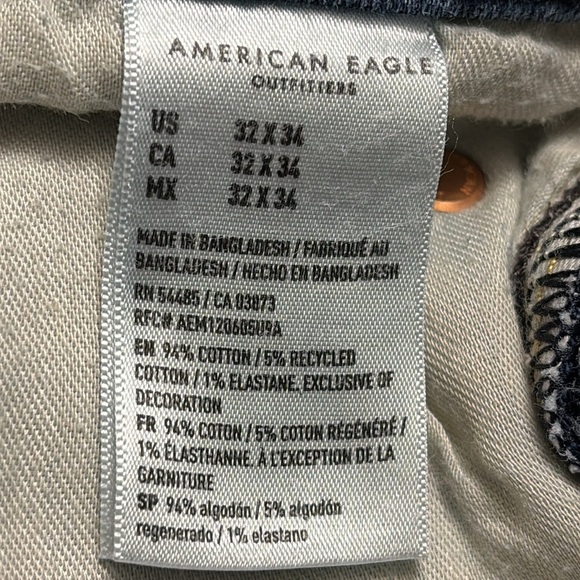 AMERICAN EAGLE
OUTFITTERS
US 32 X 34
CA 32 X 34
MX 32 X 34
MADE IN BANGLADESH / FABRIQUÉ AU
BANGLADESH / HECHO EN BANGLADESH
RN 54485 / CA 03873
RFC# AEM120605U9A
EN 94% COTTON / 5% RECYCLED
COTTON / 1% ELASTANE. EXCLUSIVE OF
DECORATION
FR 94% COTON / 5% COTON RÉGÉNÉRÉ /
1% ÉLASTHANNE. À L'EXCEPTION DE LA
GARNITURE
SP 94% algodón / 5% algodón
regenerado / 1% elastano